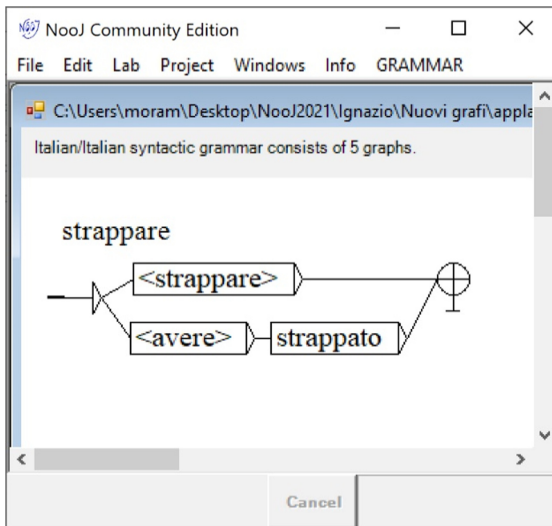 NooJ Community Edition
File Edit Lab Project Windows Info GRAMMAR
C:\Users\moram\Desktop\NooJ2021\Ignazio\Nuovi grafi\appla
Italian/Italian syntactic grammar consists of 5 graphs.
strappare
<strappare>
<avere> strappato
Cancel